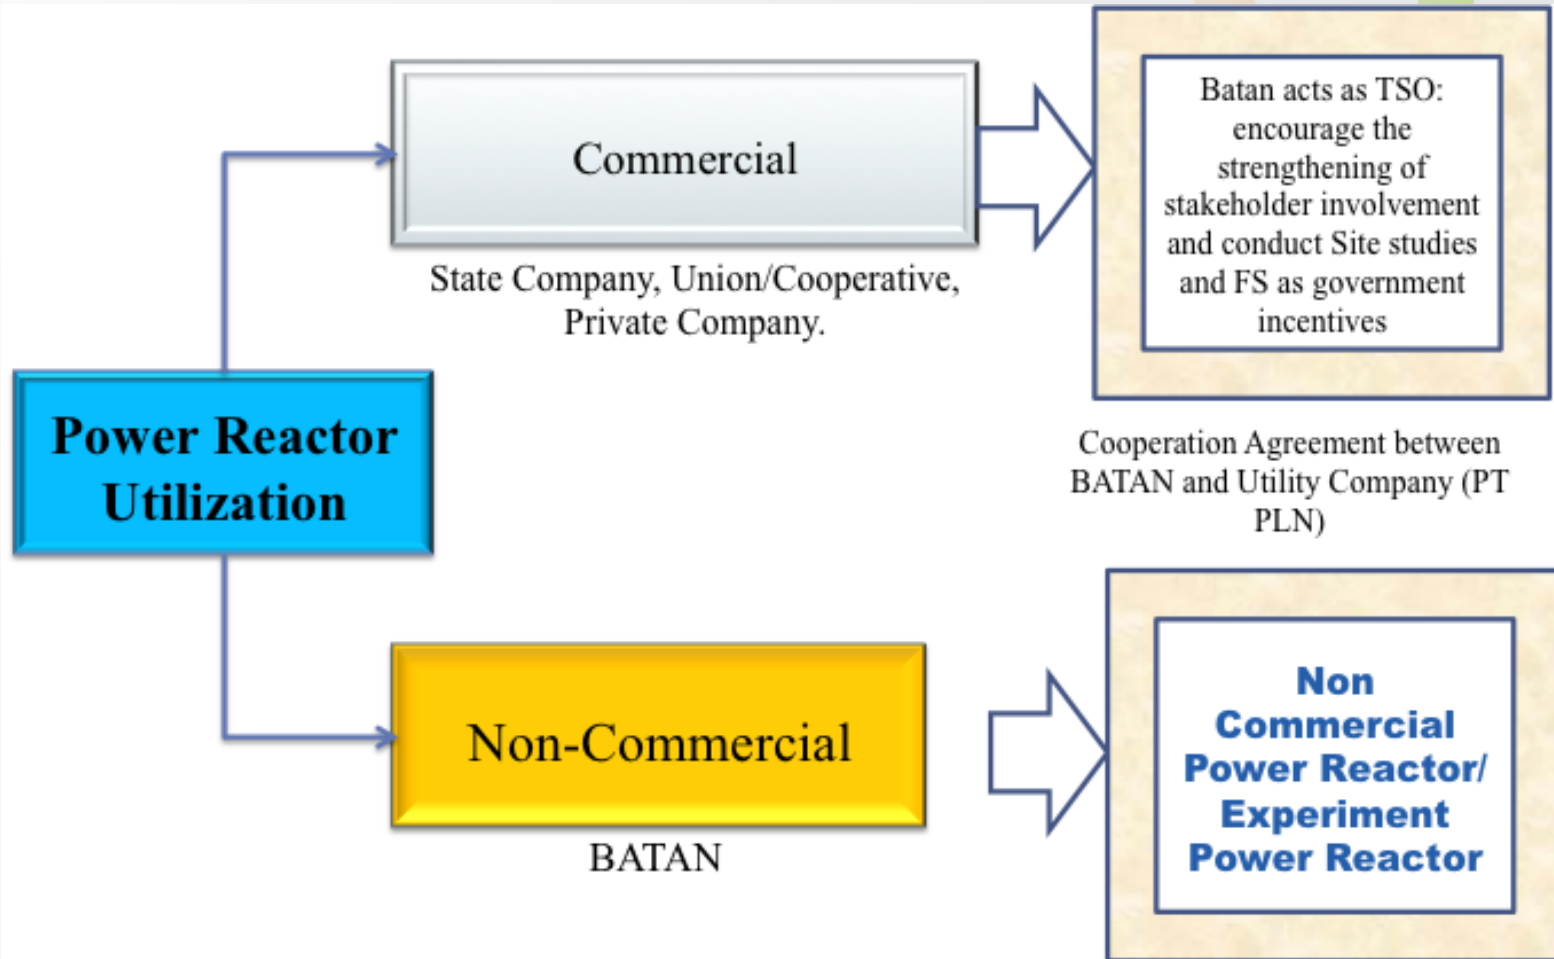 Commercial
State Company, Union/Cooperative,
Private Company.
Batan acts as TSO:
encourage the
strengthening of
stakeholder involvement
and conduct Site studies
and FS as government
incentives
Cooperation Agreement between
BATAN and Utility Company (PT
PLN)
Power Reactor
Utilization
Non-Commercial
BATAN
Non
Commercial
Power Reactor/
Experiment
Power Reactor